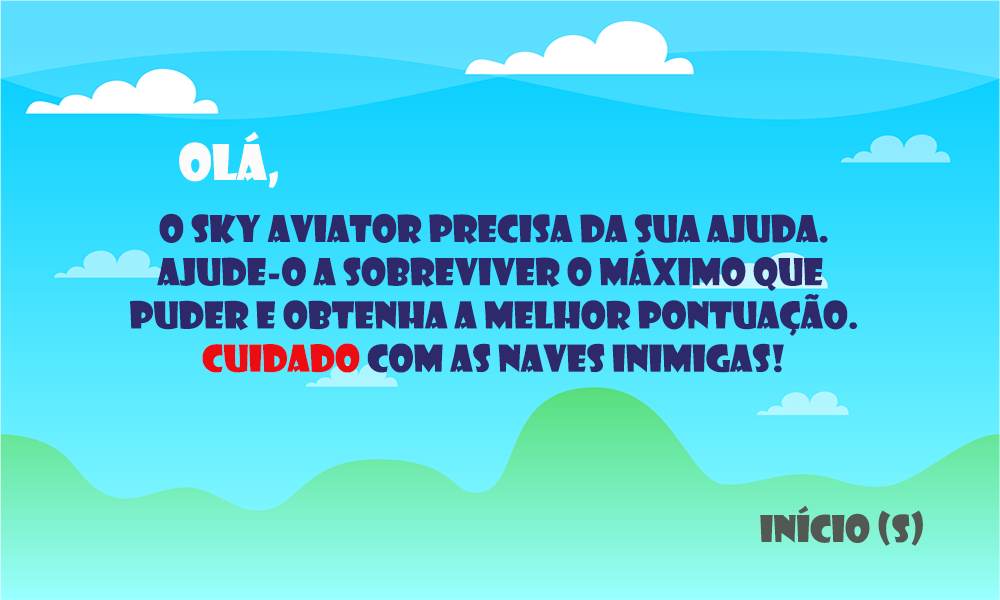 OLÁ,
O SKY AVIATOR PRECISA DA SUA AJUDA.
AJUDE-O A SOBREVIVER O MÁXIMO QUE
PUDER E OBTENHA A MELHOR PONTUAÇÃO.
CUIDADO COM AS NAVES INIMIGAS!
INÍCIO (S)